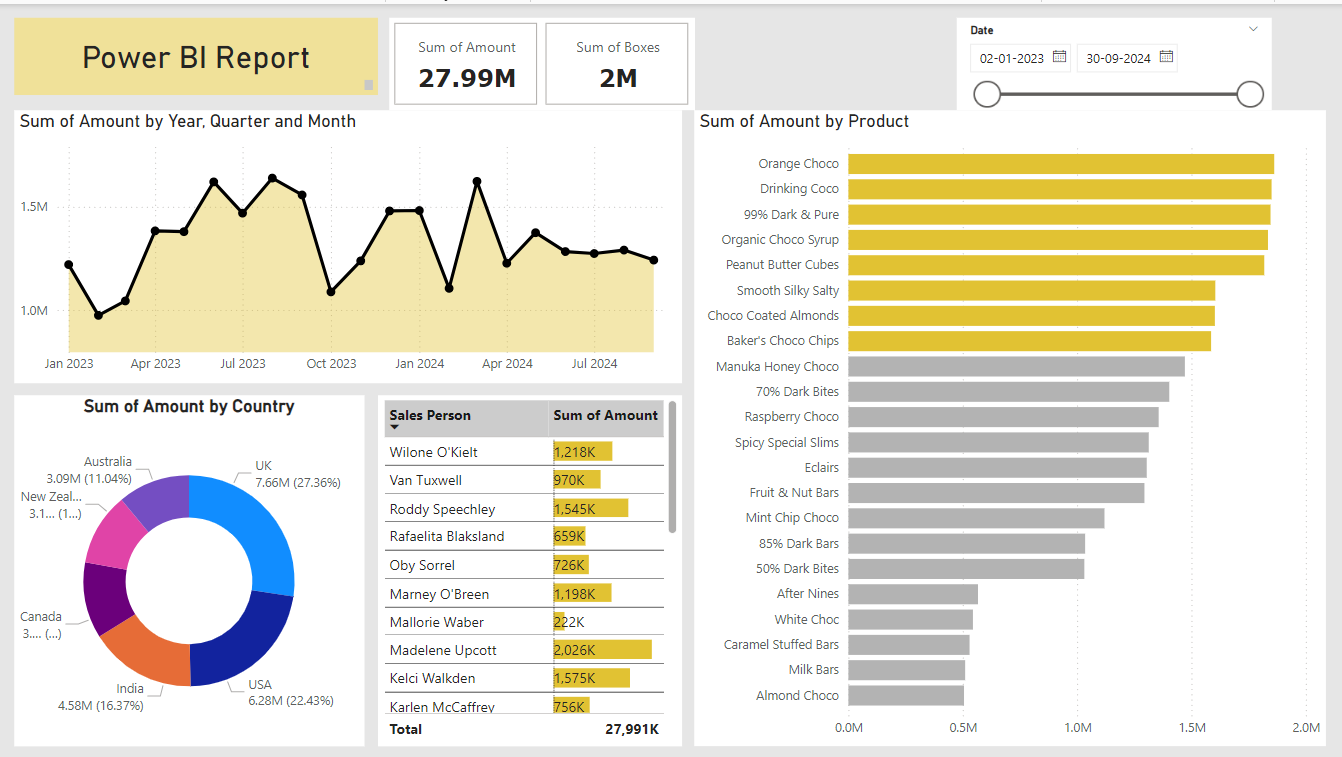 Power BI Report
Sum of Amount
27.99M
Sum of Boxes
2M
Date
02-01-2023
30-09-2024
Sum of Amount by Year, Quarter and Month
1.5M
1.0M
Jan 2023 Apr 2023 Jul 2023 Oct 2023 Jan 2024 Apr 2024 Jul 2024
Sum of Amount by Product
Orange Choco
Drinking Coco
99% Dark & Pure
Organic Choco Syrup
Peanut Butter Cubes
Smooth Silky Salty
Choco Coated Almonds
Baker's Choco Chips
Manuka Honey Choco
70% Dark Bites
Raspberry Choco
Spicy Special Slims
Eclairs
Fruit & Nut Bars
Mint Chip Choco
85% Dark Bars
50% Dark Bites
After Nines
White Choc
Caramel Stuffed Bars
Milk Bars
Almond Choco
0.0M 0.5M 1.0M 1.5M 2.0M
Sum of Amount by Country
UK
7.66M (27.36%)
USA
6.28M (22.43%)
India
4.58M (16.37%)
Canada
3.... (...)
New Zeal...
3.1... (1...)
Australia
3.09M (11.04%)
Sales Person Sum of Amount
Wilone O'Kielt 1,218K
Van Tuxwell 970K
Roddy Speechley 1,545K
Rafaelita Blaksland 659K
Oby Sorrel 726K
Marney O'Breen 1,198K
Mallorie Waber 222K
Madelene Upcott 2,026K
Kelci Walkden 1,575K
Karlen McCaffrey 756K
Total 27,991K